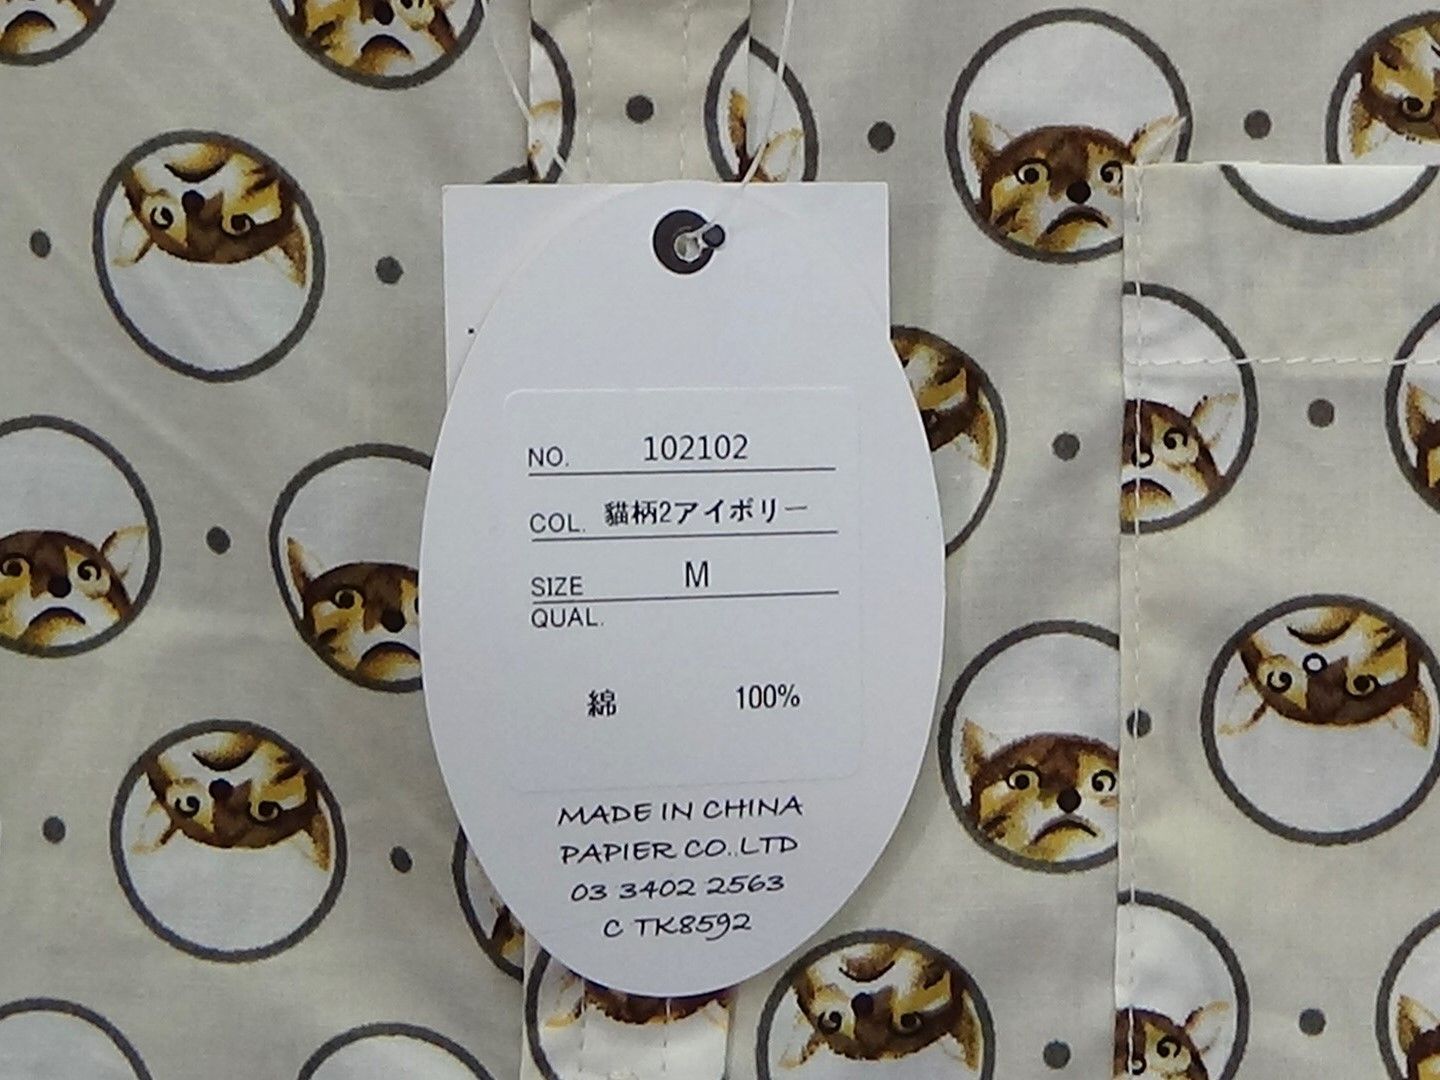 NO. 102102
COL. 貓柄2アイボリー
SIZE M
QUAL.
綿 100%
MADE IN CHINA
PAPIER CO.,LTD
03 3402 2563
C TK8592